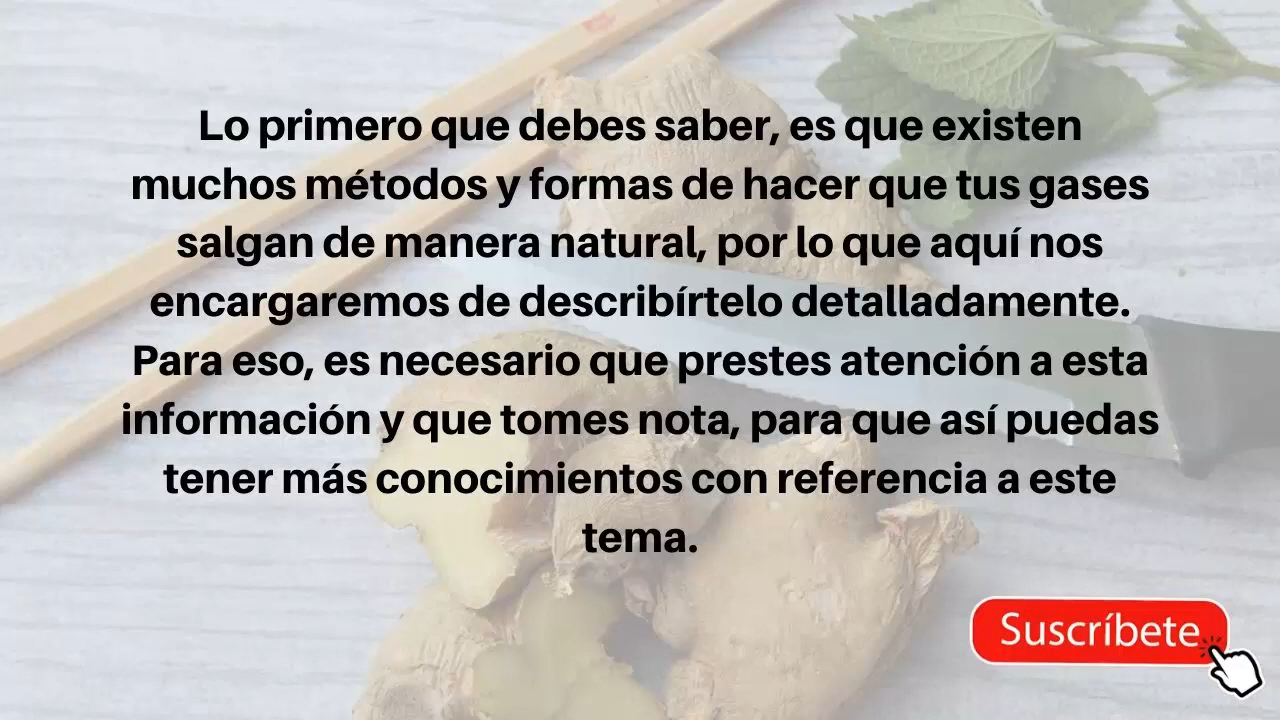 Lo primero que debes saber, es que existen
muchos métodos y formas de hacer que tus gases
salgan de manera natural, por lo que aquí nos
encargaremos de describírtelo detalladamente.
Para eso, es necesario que prestes atención a esta
información y que tomes nota, para que así puedas
tener más conocimientos con referencia a este
tema.
Suscríbete